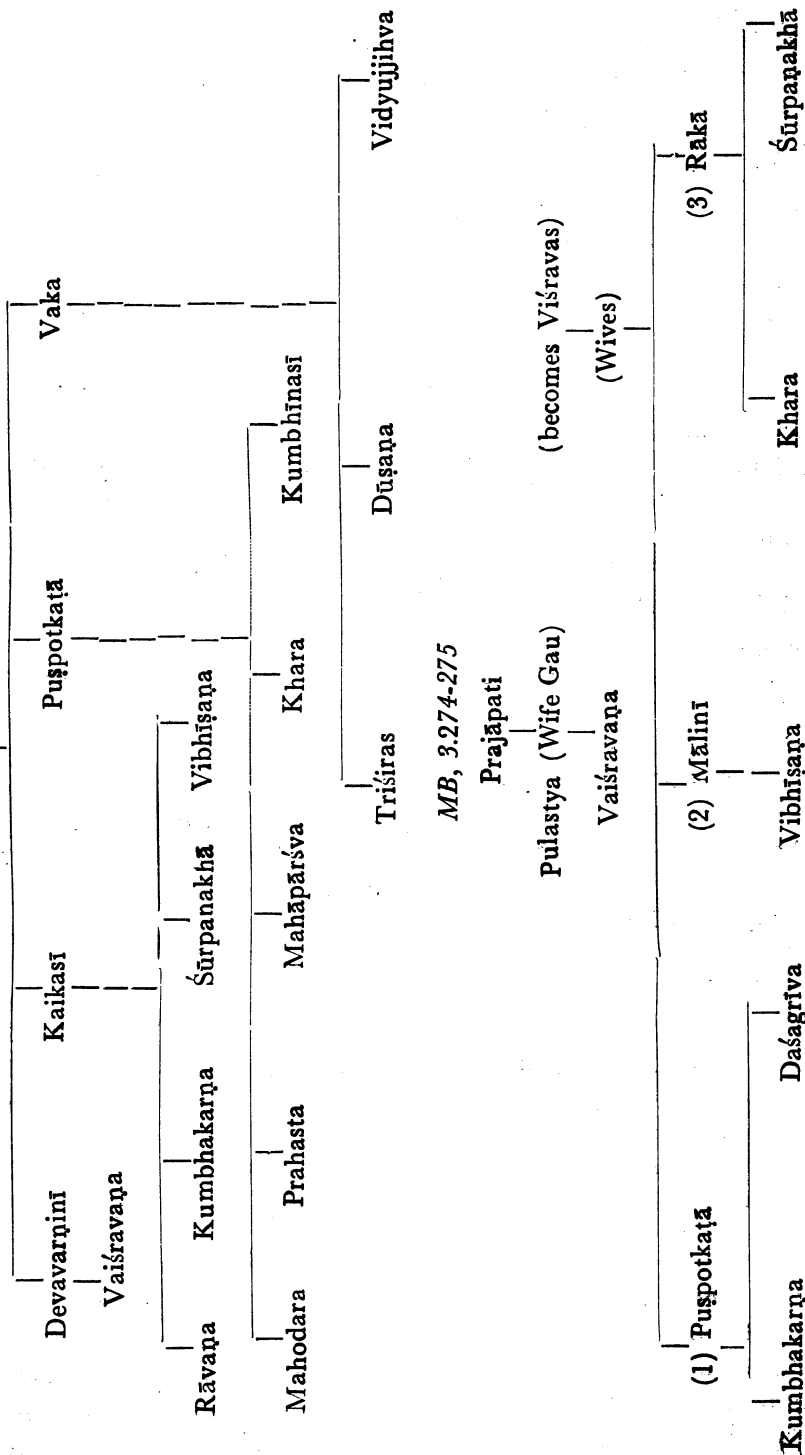 Devavarṇinī Kaikasī Puṣpotkaṭā Vaka
Vaiśravaṇa
Rāvaṇa Kumbhakarṇa Śūrpanakhā Vibhīṣaṇa
Mahodara Prahasta Mahāpārśva Khara Kumbhīnasī
Triśiras Dūṣaṇa Vidyujjihva
MB, 3.274-275
Prajāpati
Pulastya (Wife Gau) (becomes Viśravas)
Vaiśravaṇa (Wives)
(1) Puṣpotkaṭā (2) Mālinī (3) Rākā
Kumbhakarṇa Daśagrīva Vibhīṣaṇa Khara Śūrpaṇakhā